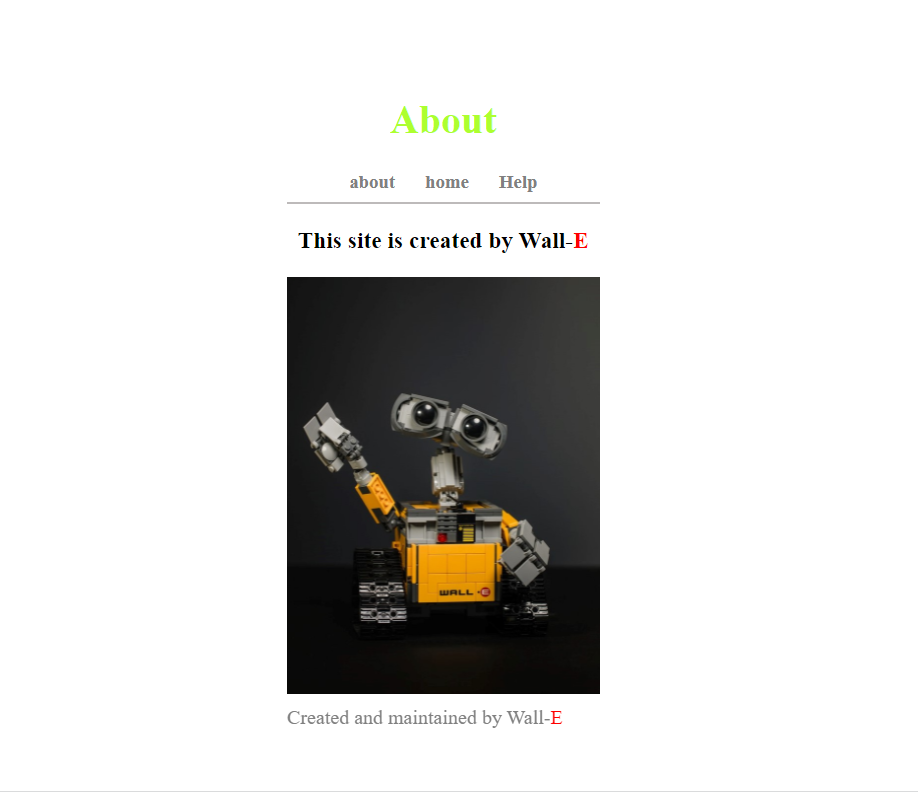 About
about home Help
This site is created by Wall-E
WALL-E
Created and maintained by Wall-E